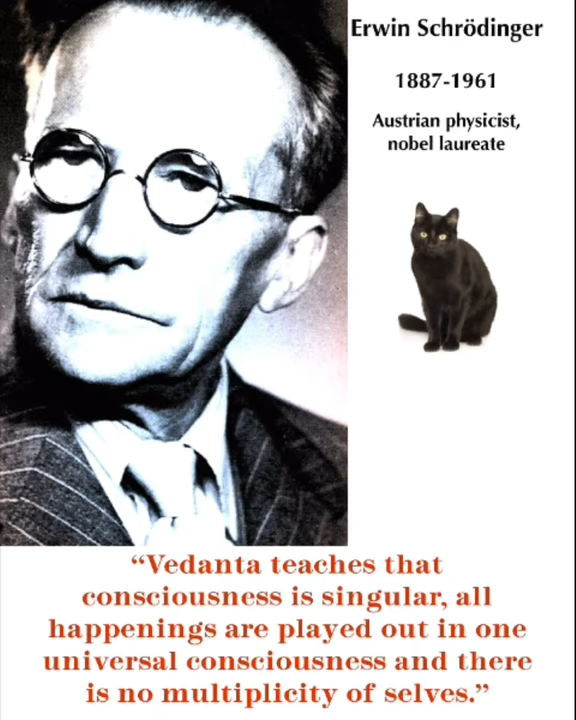 Erwin Schrödinger
1887-1961
Austrian physicist,
nobel laureate
“Vedanta teaches that
consciousness is singular, all
happenings are played out in one
universal consciousness and there
is no multiplicity of selves.”